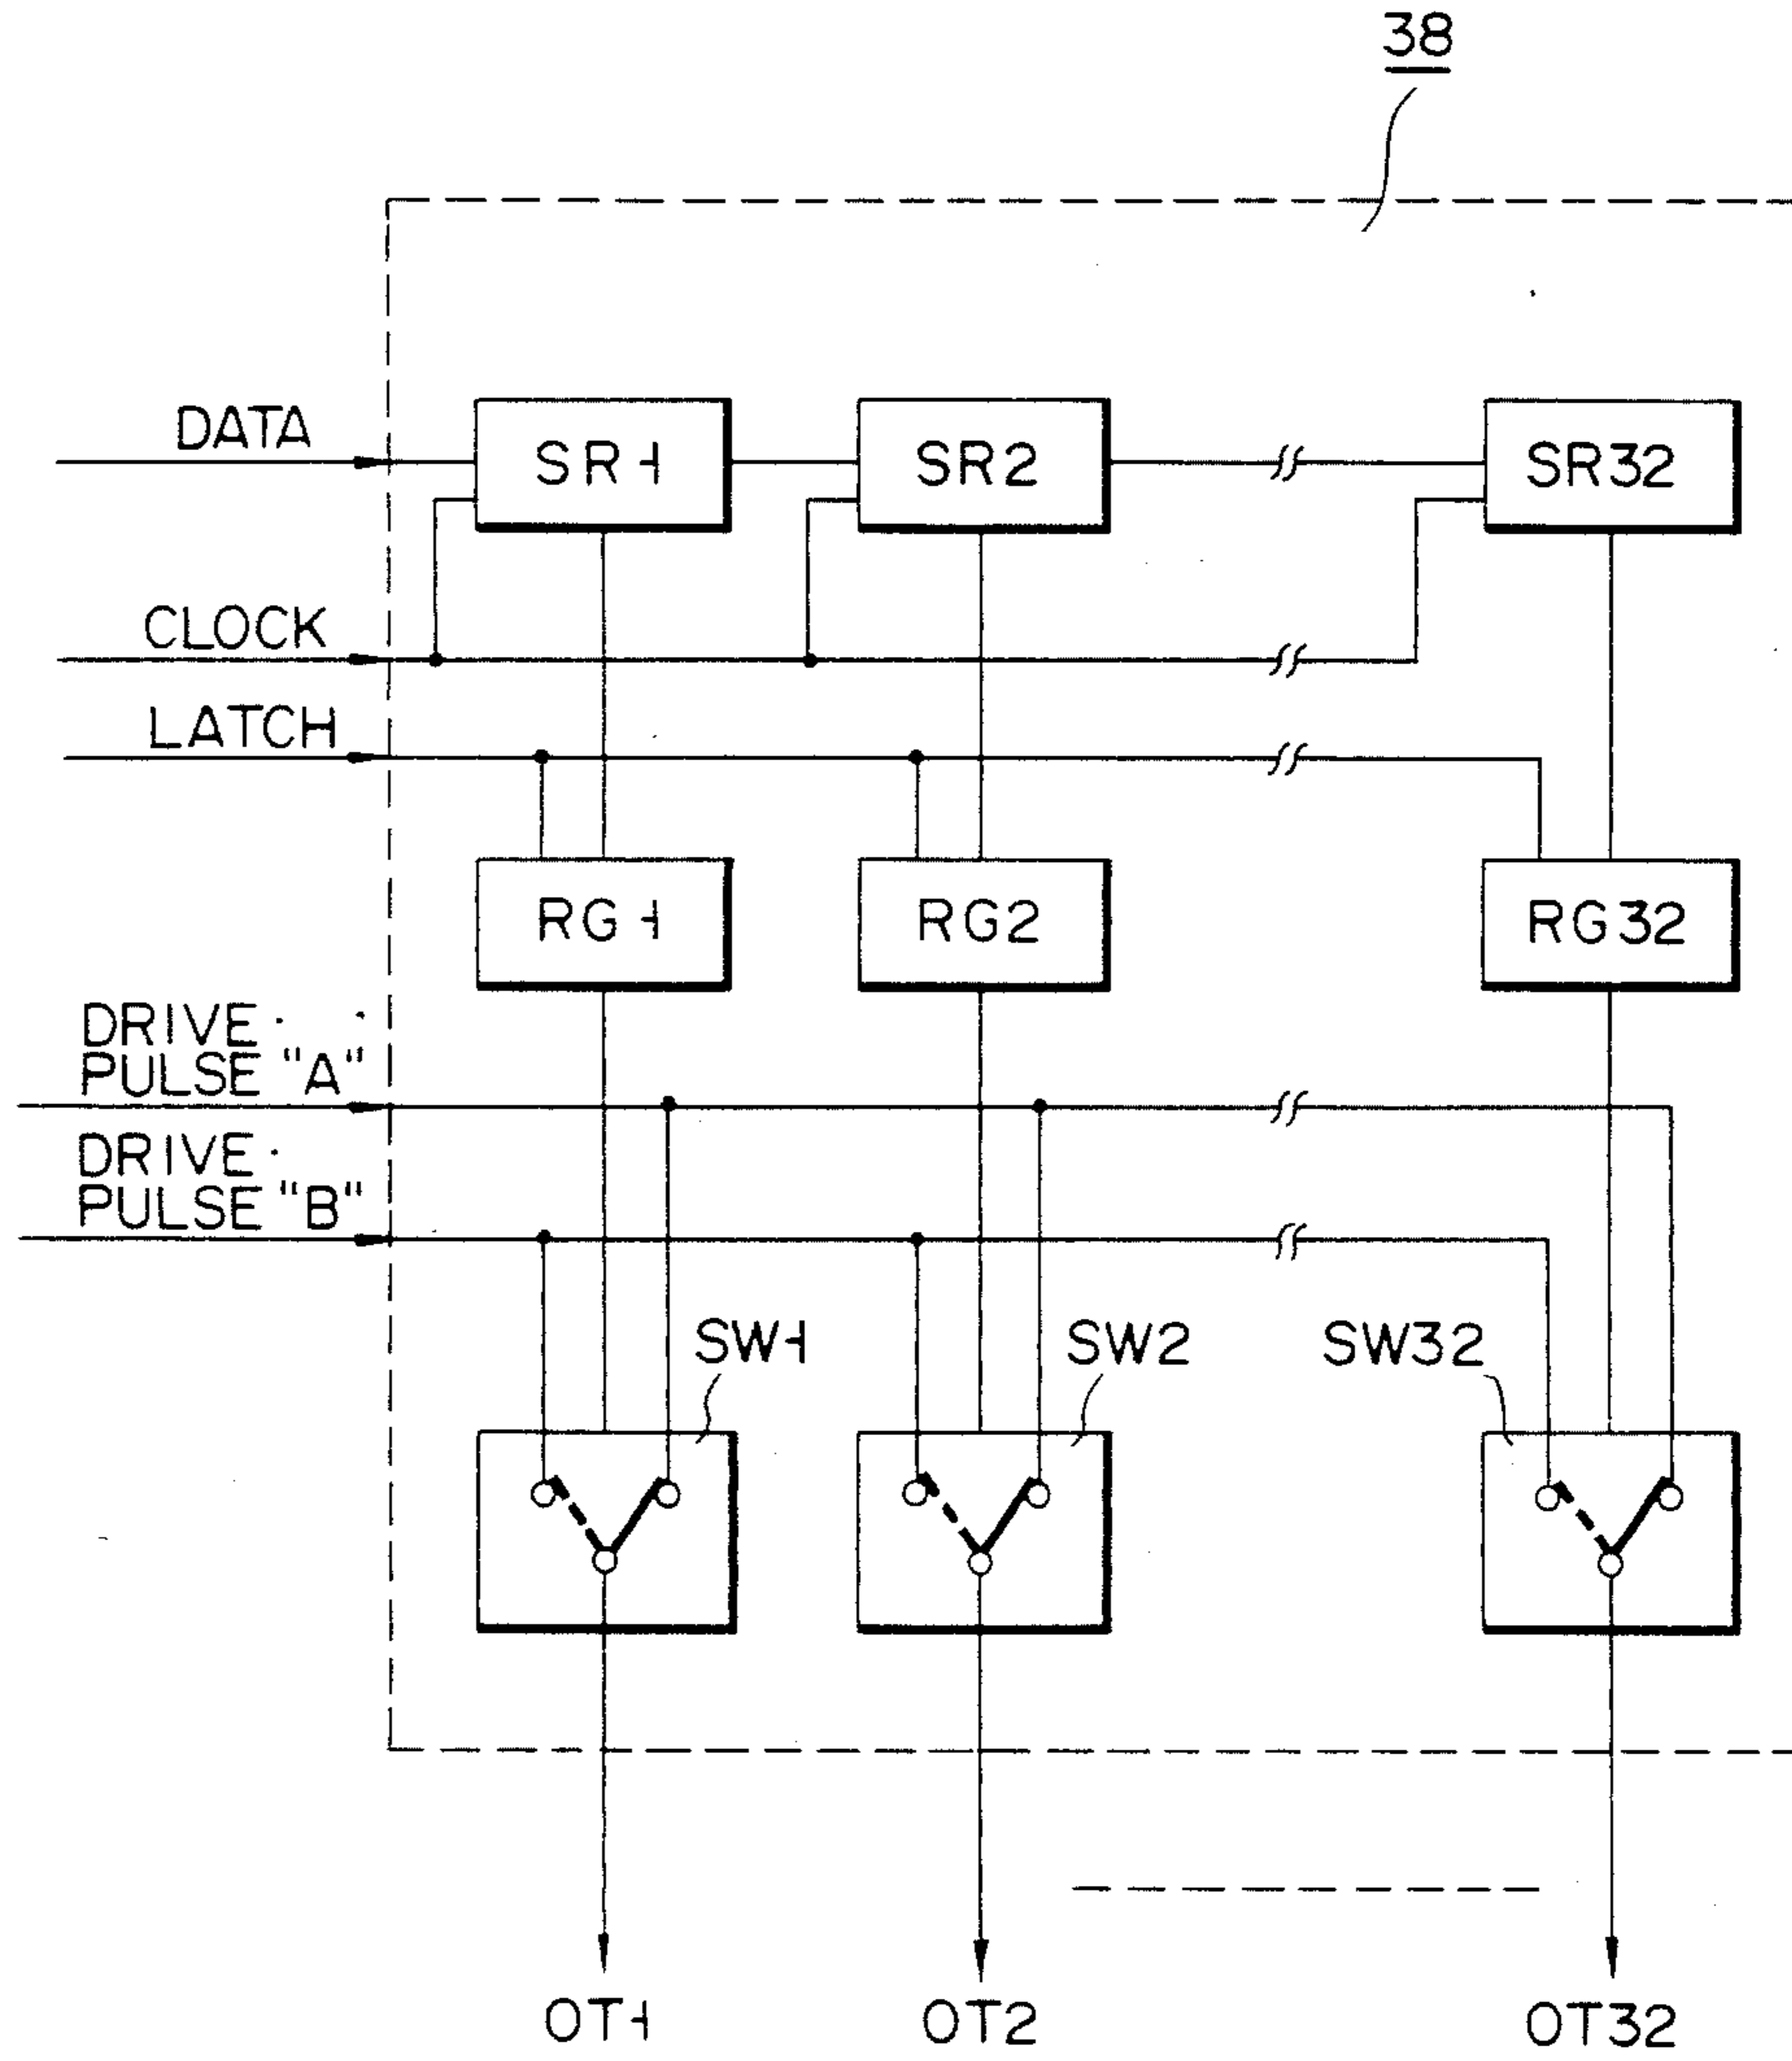 38
DATA
SR1
SR2
SR32
CLOCK
LATCH
RG1
RG2
RG32
DRIVE
PULSE "A"
DRIVE
PULSE "B"
SW1
SW2
SW32
OT1
OT2
OT32